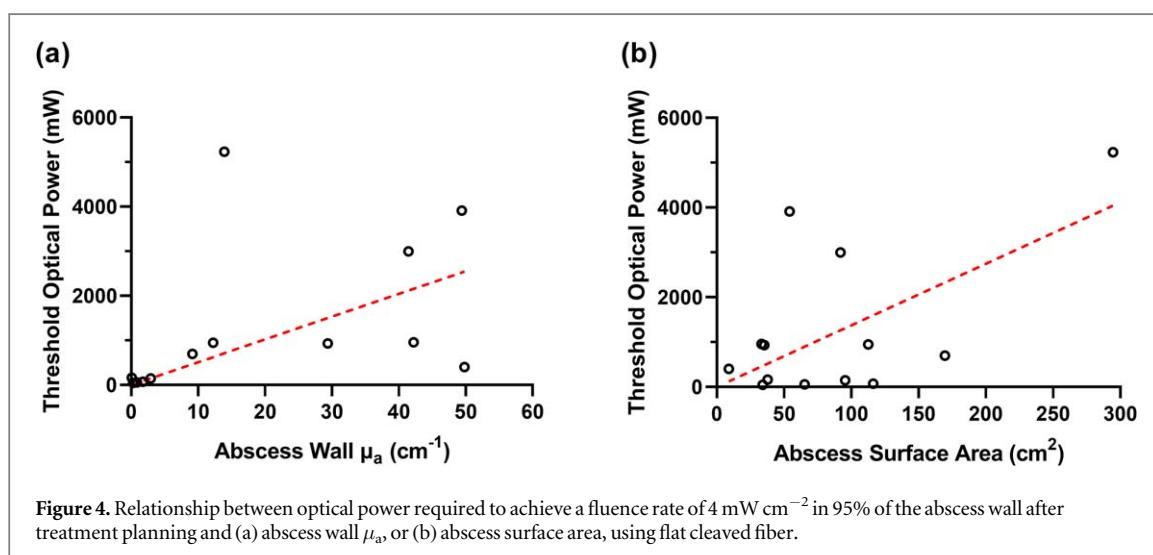 (a)
Threshold Optical Power (mW)
6000
4000
2000
0
0 10 20 30 40 50 60
Abscess Wall μa (cm-1)
(b)
Threshold Optical Power (mW)
6000
4000
2000
0
0 50 100 150 200 250 300
Abscess Surface Area (cm2)
Figure 4. Relationship between optical power required to achieve a fluence rate of 4 mW cm−2 in 95% of the abscess wall after
treatment planning and (a) abscess wall μa, or (b) abscess surface area, using flat cleaved fiber.